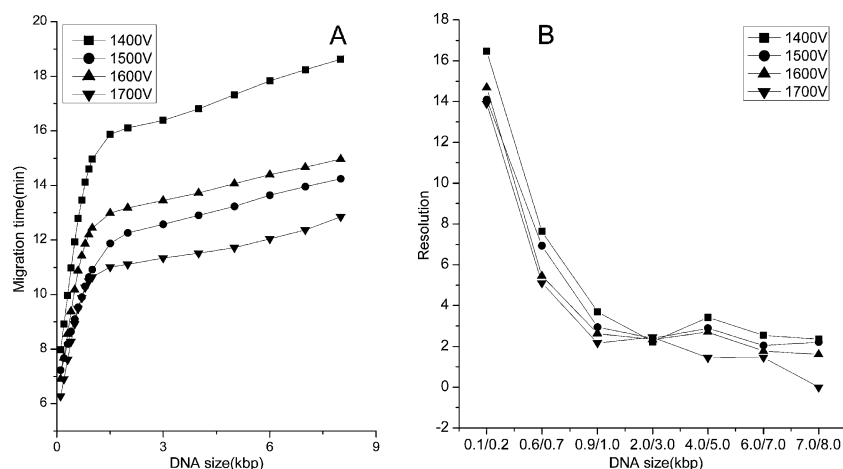 A
1400V
1500V
1600V
1700V
Migration time(min)
20
18
16
14
12
10
8
6
0
3
6
9
DNA size(kbp)
B
1400V
1500V
1600V
1700V
Resolution
18
16
14
12
10
8
6
4
2
0
-2
0.1/0.2 0.6/0.7 0.9/1.0 2.0/3.0 4.0/5.0 6.0/7.0 7.0/8.0
DNA size(kbp)